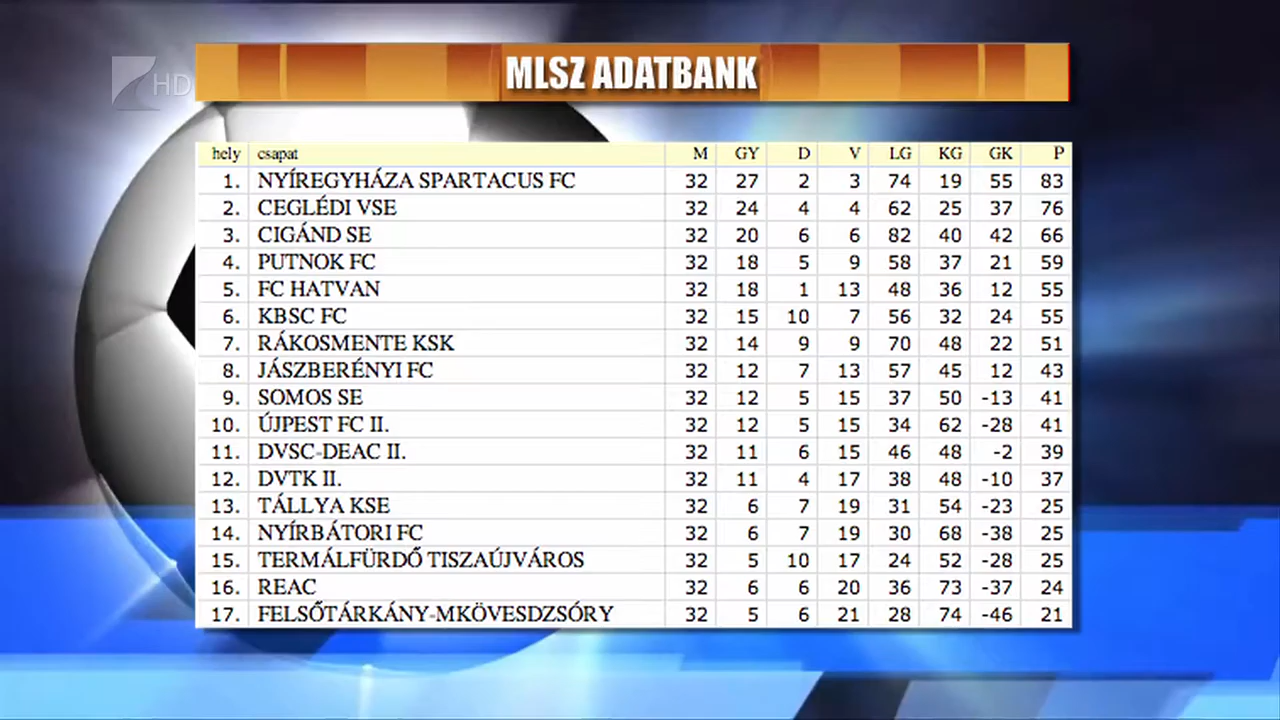 MLSZ ADATBANK
HD
hely csapat M GY D V LG KG GK P
1. NYÍREGYHÁZA SPARTACUS FC 32 27 2 3 74 19 55 83
2. CEGLÉDI VSE 32 24 4 4 62 25 37 76
3. CIGÁND SE 32 20 6 6 82 40 42 66
4. PUTNOK FC 32 18 5 9 58 37 21 59
5. FC HATVAN 32 18 1 13 48 36 12 55
6. KBSC FC 32 15 10 7 56 32 24 55
7. RÁKOSMENTE KSK 32 14 9 9 70 48 22 51
8. JÁSZBERÉNYI FC 32 12 7 13 57 45 12 43
9. SOMOS SE 32 12 5 15 37 50 -13 41
10. ÚJPEST FC II. 32 12 5 15 34 62 -28 41
11. DVSC-DEAC II. 32 11 6 15 46 48 -2 39
12. DVTK II. 32 11 4 17 38 48 -10 37
13. TÁLLYA KSE 32 6 7 19 31 54 -23 25
14. NYÍRBÁTORI FC 32 6 7 19 30 68 -38 25
15. TERMÁLFÜRDŐ TISZAÚJVÁROS 32 5 10 17 24 52 -28 25
16. REAC 32 6 6 20 36 73 -37 24
17. FELSŐTÁRKÁNY-MKÖVESDZSÓRY 32 5 6 21 28 74 -46 21